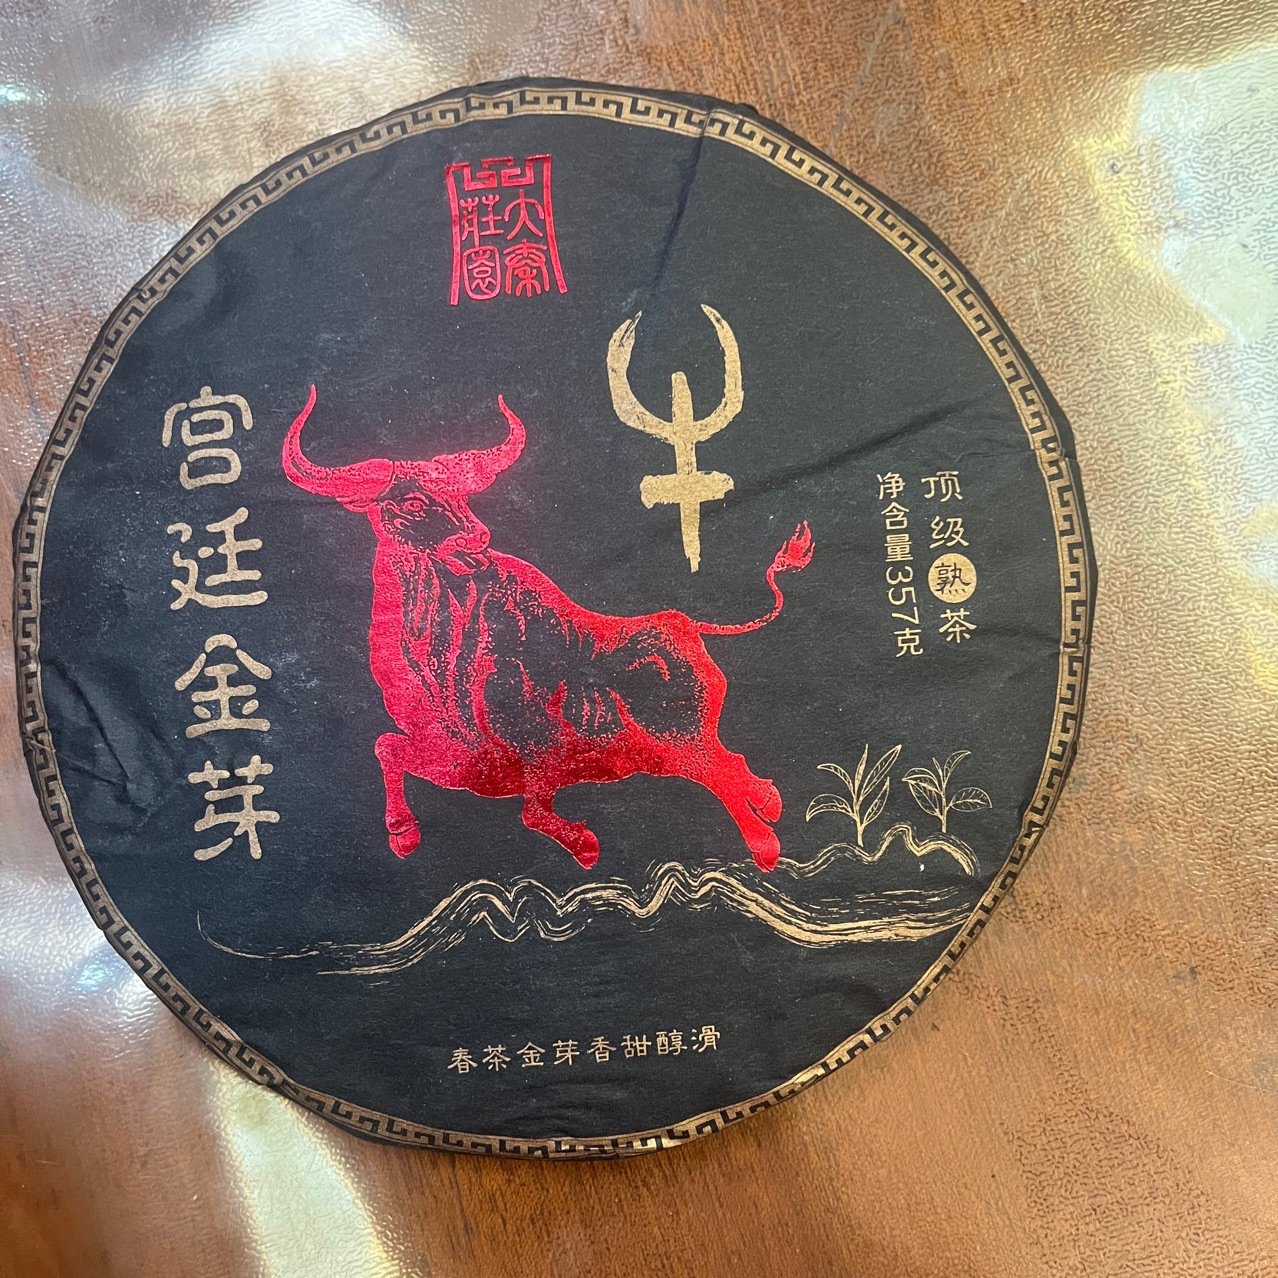 大秦
莊園
牛
顶级熟茶
净含量357克
宫廷金芽
春茶金芽香甜醇滑